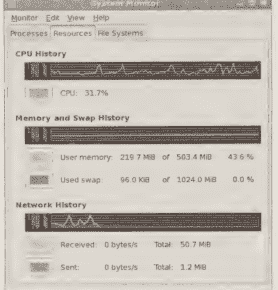 System Monitor
Monitor Edit View Help
Processes Resources File Systems
CPU History
CPU: 31.7%
Memory and Swap History
User memory: 219.7 MiB of 503.4 MiB 43.6 %
Used swap: 96.0 KiB of 1024.0 MiB 0.0 %
Network History
Received: 0 bytes/s Total: 50.7 MiB
Sent: 0 bytes/s Total: 1.2 MiB